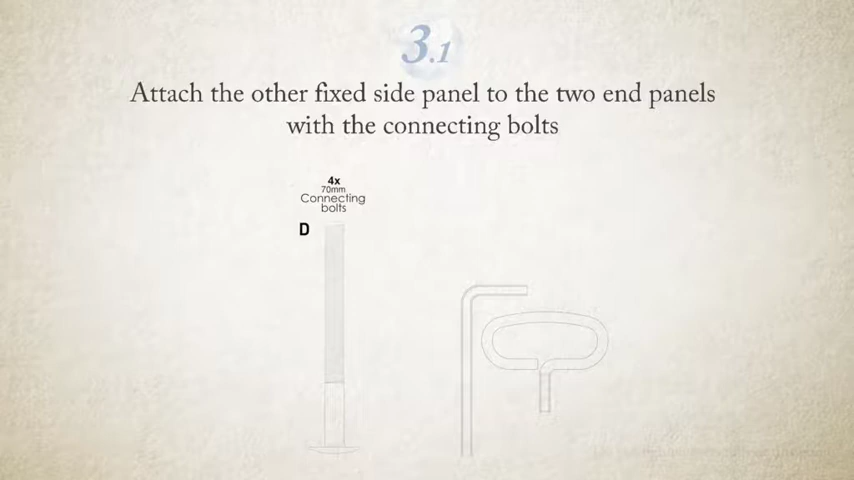 3.1
Attach the other fixed side panel to the two end panels
with the connecting bolts
4x
70mm
Connecting
bolts
D